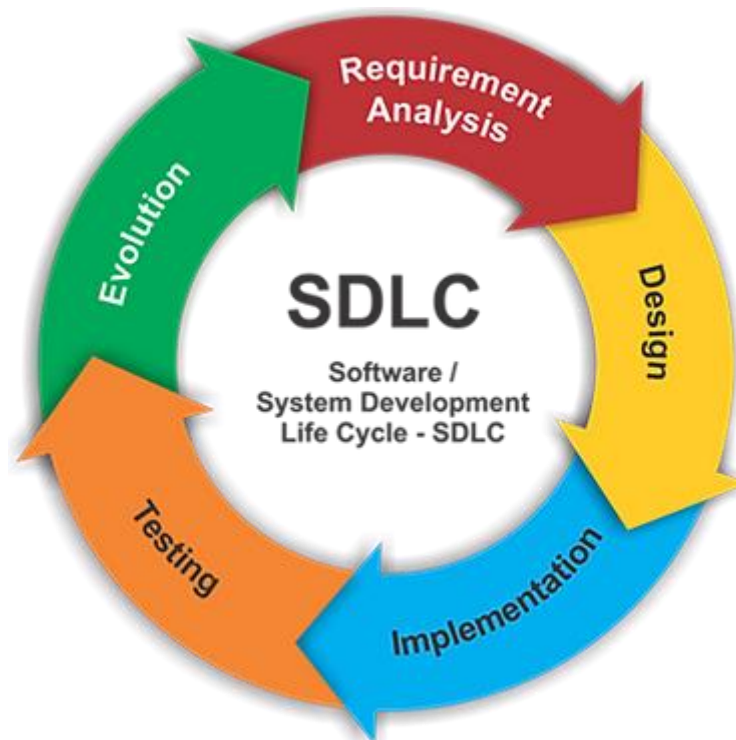 SDLC
Software /
System Development
Life Cycle - SDLC
Requirement
Analysis
Design
Implementation
Testing
Evolution